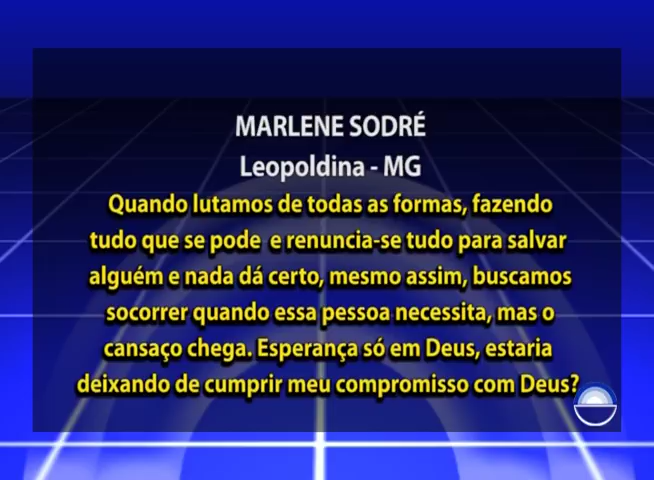 MARLENE SODRÉ
Leopoldina - MG
Quando lutamos de todas as formas, fazendo
tudo que se pode e renuncia-se tudo para salvar
alguém e nada dá certo, mesmo assim, buscamos
socorrer quando essa pessoa necessita, mas o
cansaço chega. Esperança só em Deus, estaria
deixando de cumprir meu compromisso com Deus?